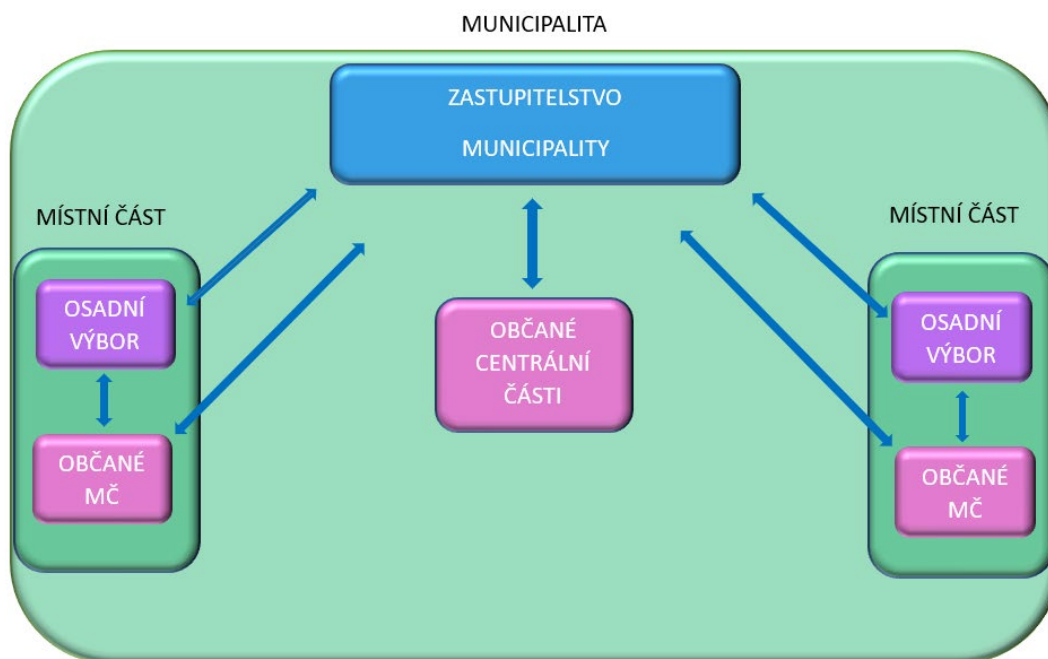 MUNICIPALITA
ZASTUPITELSTVO
MUNICIPALITY
MÍSTNÍ ČÁST
OSADNÍ
VÝBOR
OBČANÉ
MČ
OBČANÉ
CENTRÁLNÍ
ČÁSTI
MÍSTNÍ ČÁST
OSADNÍ
VÝBOR
OBČANÉ
MČ